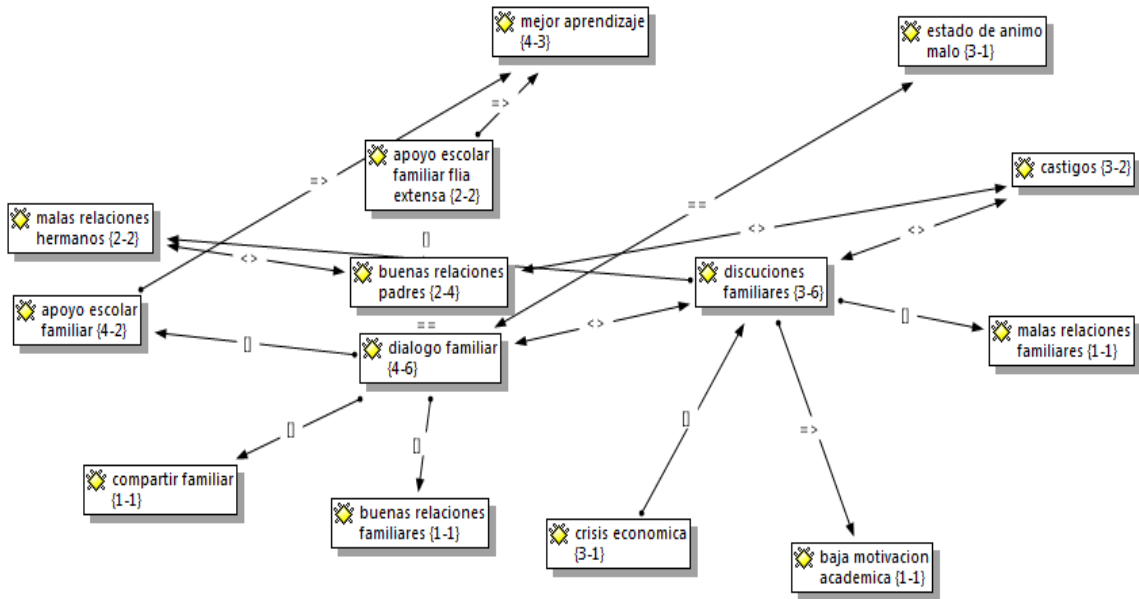 mejor aprendizaje
{4-3}
estado de animo
malo {3-1}
=>
apoyo escolar
familiar flia
extensa {2-2}
castigos {3-2}
=>
==
malas relaciones
hermanos {2-2}
<>
<>
[]
<>
buenas relaciones
padres {2-4}
discuciones
familiares {3-6}
apoyo escolar
familiar {4-2}
==
<>
[]
malas relaciones
familiares {1-1}
[]
dialogo familiar
{4-6}
[]
[]
[]
=>
compartir familiar
{1-1}
buenas relaciones
familiares {1-1}
crisis economica
{3-1}
baja motivacion
academica {1-1}